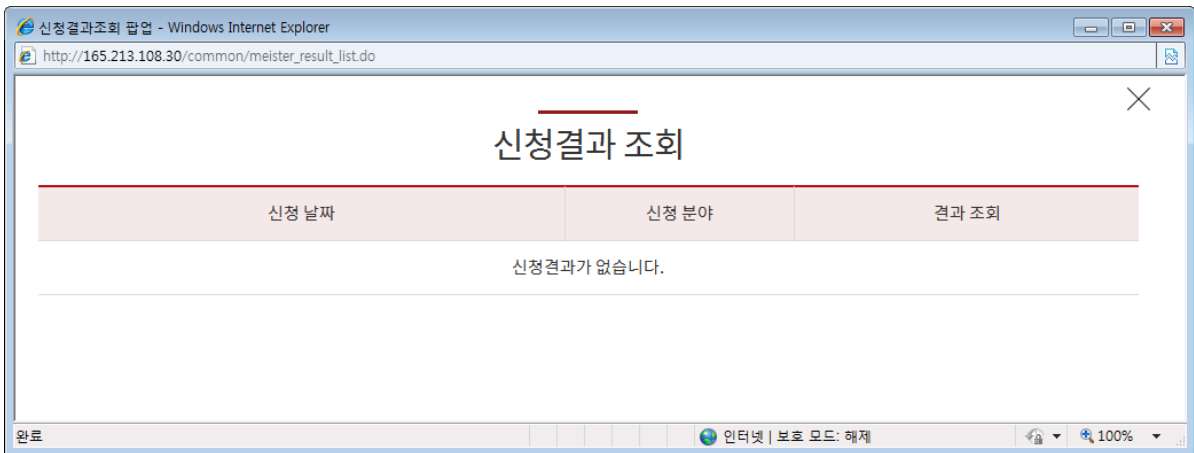 신청결과조회 팝업 - Windows Internet Explorer
http://165.213.108.30/common/meister_result_list.do
신청결과 조회
신청 날짜 신청 분야 결과 조회
신청결과가 없습니다.
완료 인터넷 | 보호 모드: 해제 100%